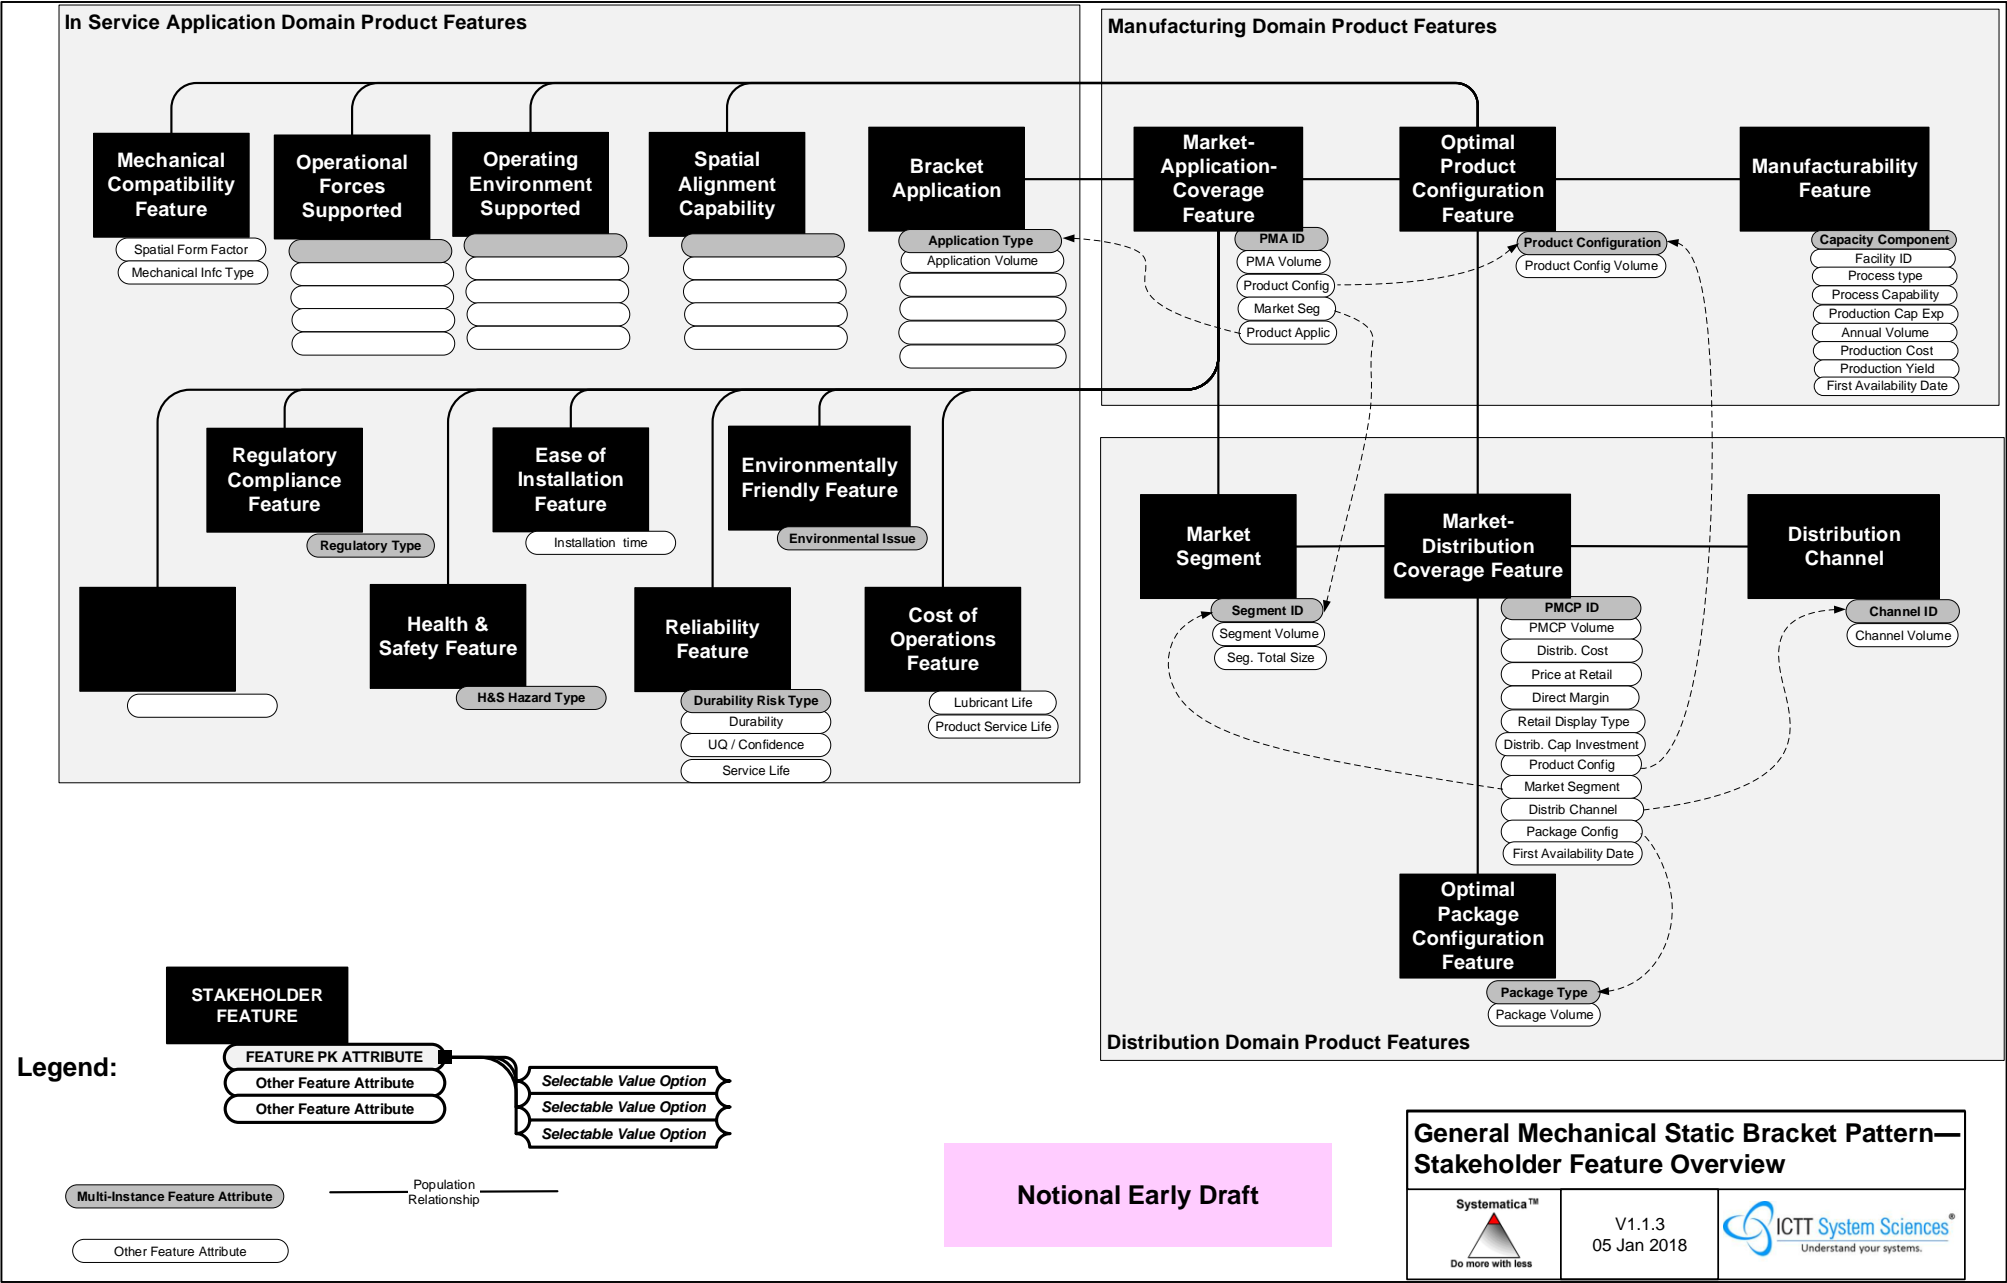 In Service Application Domain Product Features
Mechanical
Compatibility
Feature
Spatial Form Factor
Mechanical Infc Type
Operational
Forces
Supported
Operating
Environment
Supported
Spatial
Alignment
Capability
Bracket
Application
Application Type
Application Volume
Regulatory
Compliance
Feature
Regulatory Type
Ease of
Installation
Feature
Installation time
Environmentally
Friendly Feature
Environmental Issue
Health &
Safety Feature
H&S Hazard Type
Reliability
Feature
Durability Risk Type
Durability
UQ / Confidence
Service Life
Cost of
Operations
Feature
Lubricant Life
Product Service Life
Manufacturing Domain Product Features
Market-
Application-
Coverage
Feature
PMA ID
PMA Volume
Product Config
Market Seg
Product Applic
Optimal
Product
Configuration
Feature
Product Configuration
Product Config Volume
Manufacturability
Feature
Capacity Component
Facility ID
Process type
Process Capability
Production Cap Exp
Annual Volume
Production Cost
Production Yield
First Availability Date
Market
Segment
Segment ID
Segment Volume
Seg. Total Size
Market-
Distribution
Coverage Feature
PMCP ID
PMCP Volume
Distrib. Cost
Price at Retail
Direct Margin
Retail Display Type
Distrib. Cap Investment
Product Config
Market Segment
Distrib Channel
Package Config
First Availability Date
Distribution
Channel
Channel ID
Channel Volume
Optimal
Package
Configuration
Feature
Package Type
Package Volume
Distribution Domain Product Features
Legend:
STAKEHOLDER
FEATURE
FEATURE PK ATTRIBUTE
Other Feature Attribute
Other Feature Attribute
Selectable Value Option
Selectable Value Option
Selectable Value Option
Multi-Instance Feature Attribute
Population
Relationship
Other Feature Attribute
Notional Early Draft
General Mechanical Static Bracket Pattern—
Stakeholder Feature Overview
Systematica™
Do more with less
V1.1.3
05 Jan 2018
ICTT System Sciences®
Understand your systems.